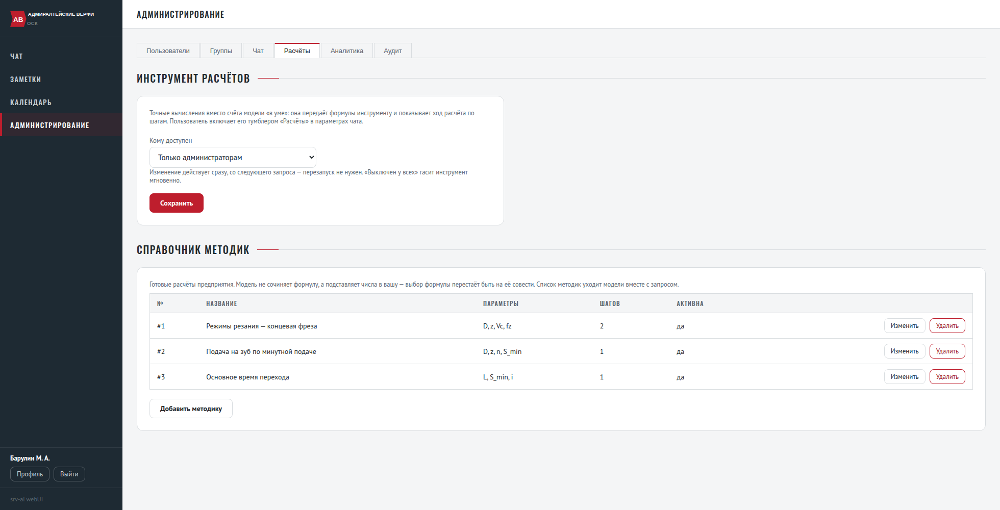 АВ АДМИРАЛТЕЙСКИЕ ВЕРФИ
ОСК
ЧАТ
ЗАМЕТКИ
КАЛЕНДАРЬ
АДМИНИСТРИРОВАНИЕ
Барулин М. А.
Профиль Выйти
srv-ai webUI
АДМИНИСТРИРОВАНИЕ
Пользователи Группы Чат Расчёты Аналитика Аудит
ИНСТРУМЕНТ РАСЧЁТОВ
Точные вычисления вместо счёта модели «в уме»: она передаёт формулы инструменту и показывает ход расчёта по
шагам. Пользователь включает его тумблером «Расчёты» в параметрах чата.
Кому доступен
Только администраторам
Изменение действует сразу, со следующего запроса — перезапуск не нужен. «Выключен у всех» гасит инструмент
мгновенно.
Сохранить
СПРАВОЧНИК МЕТОДИК
Готовые расчёты предприятия. Модель не сочиняет формулу, а подставляет числа в вашу — выбор формулы перестаёт быть на её совести. Список методик уходит модели вместе с запросом.
№ НАЗВАНИЕ ПАРАМЕТРЫ ШАГОВ АКТИВНА
#1 Режимы резания — концевая фреза D, z, Vc, fz 2 да Изменить Удалить
#2 Подача на зуб по минутной подаче D, z, n, S_min 1 да Изменить Удалить
#3 Основное время перехода L, S_min, i 1 да Изменить Удалить
Добавить методику